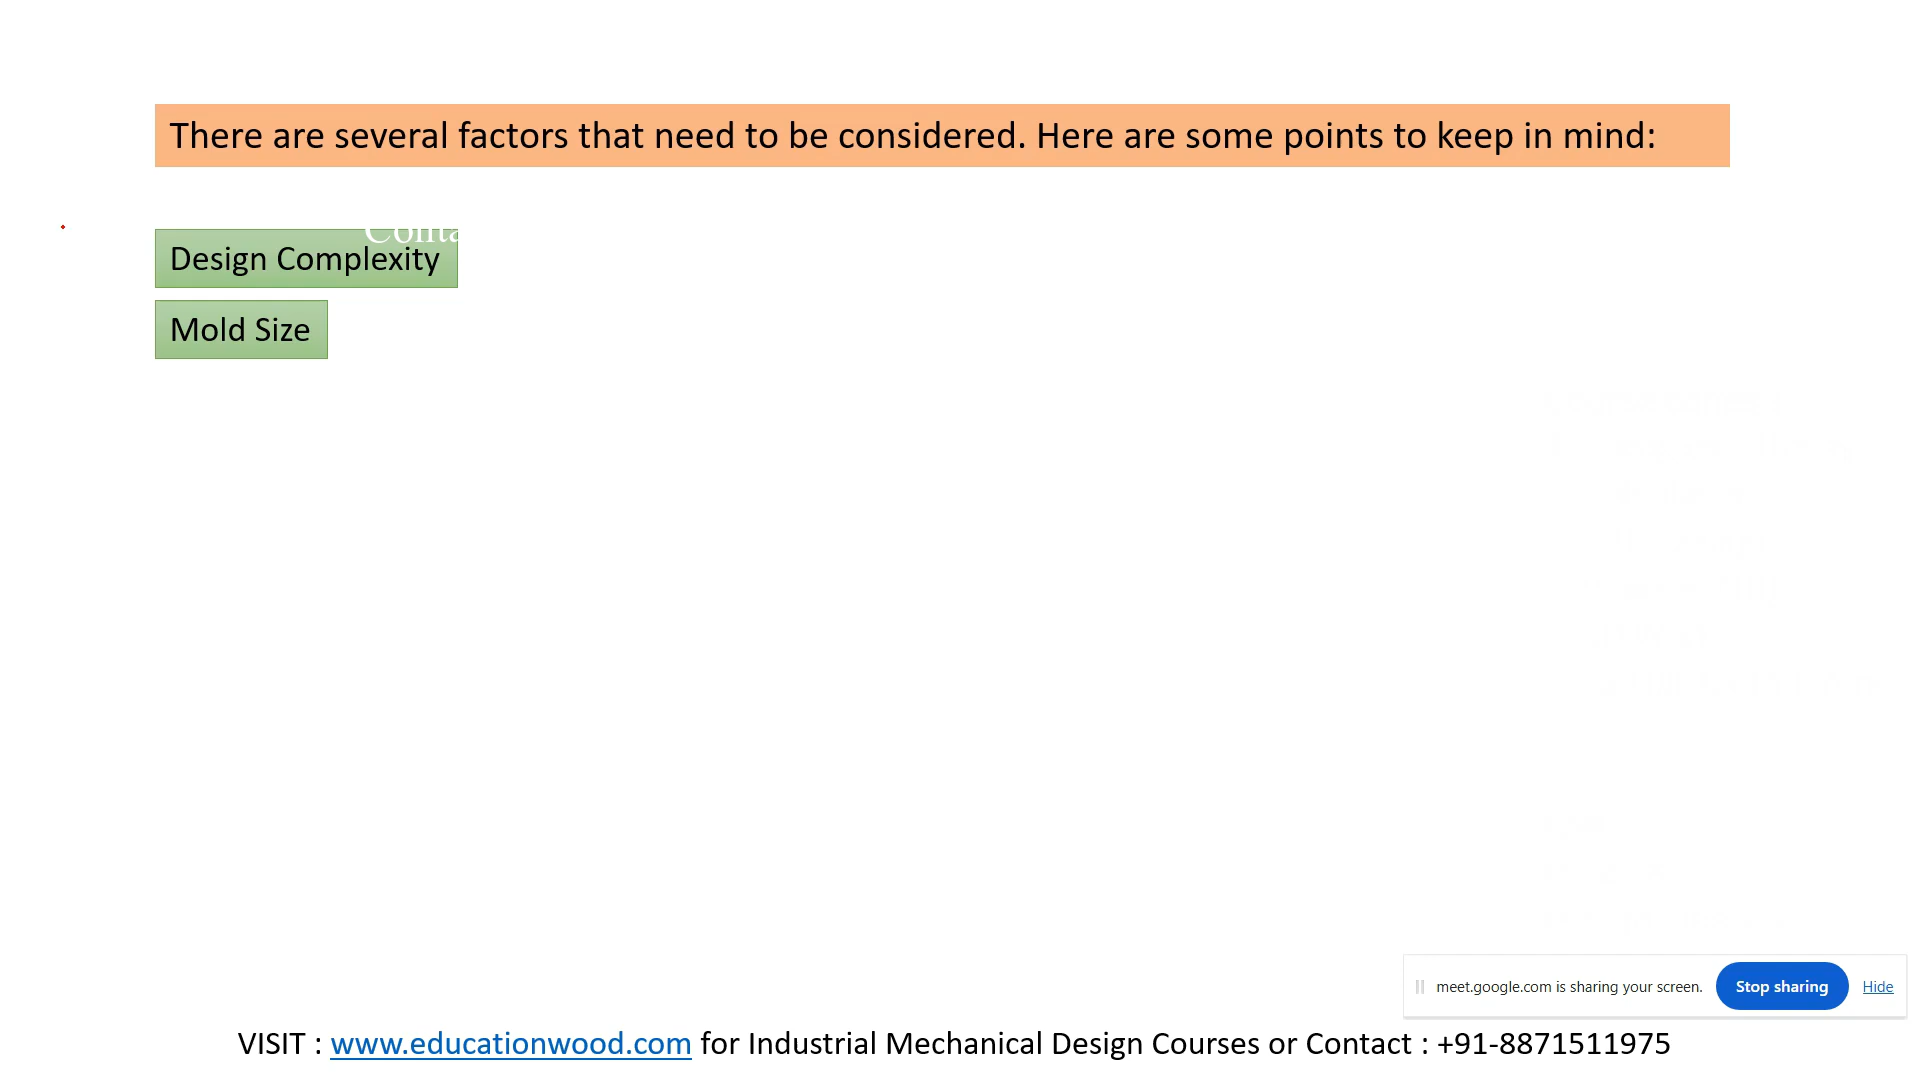 There are several factors that need to be considered. Here are some points to keep in mind:
Conta
Design Complexity
Mold Size
meet.google.com is sharing your screen. Stop sharing Hide
VISIT : www.educationwood.com for Industrial Mechanical Design Courses or Contact : +91-8871511975